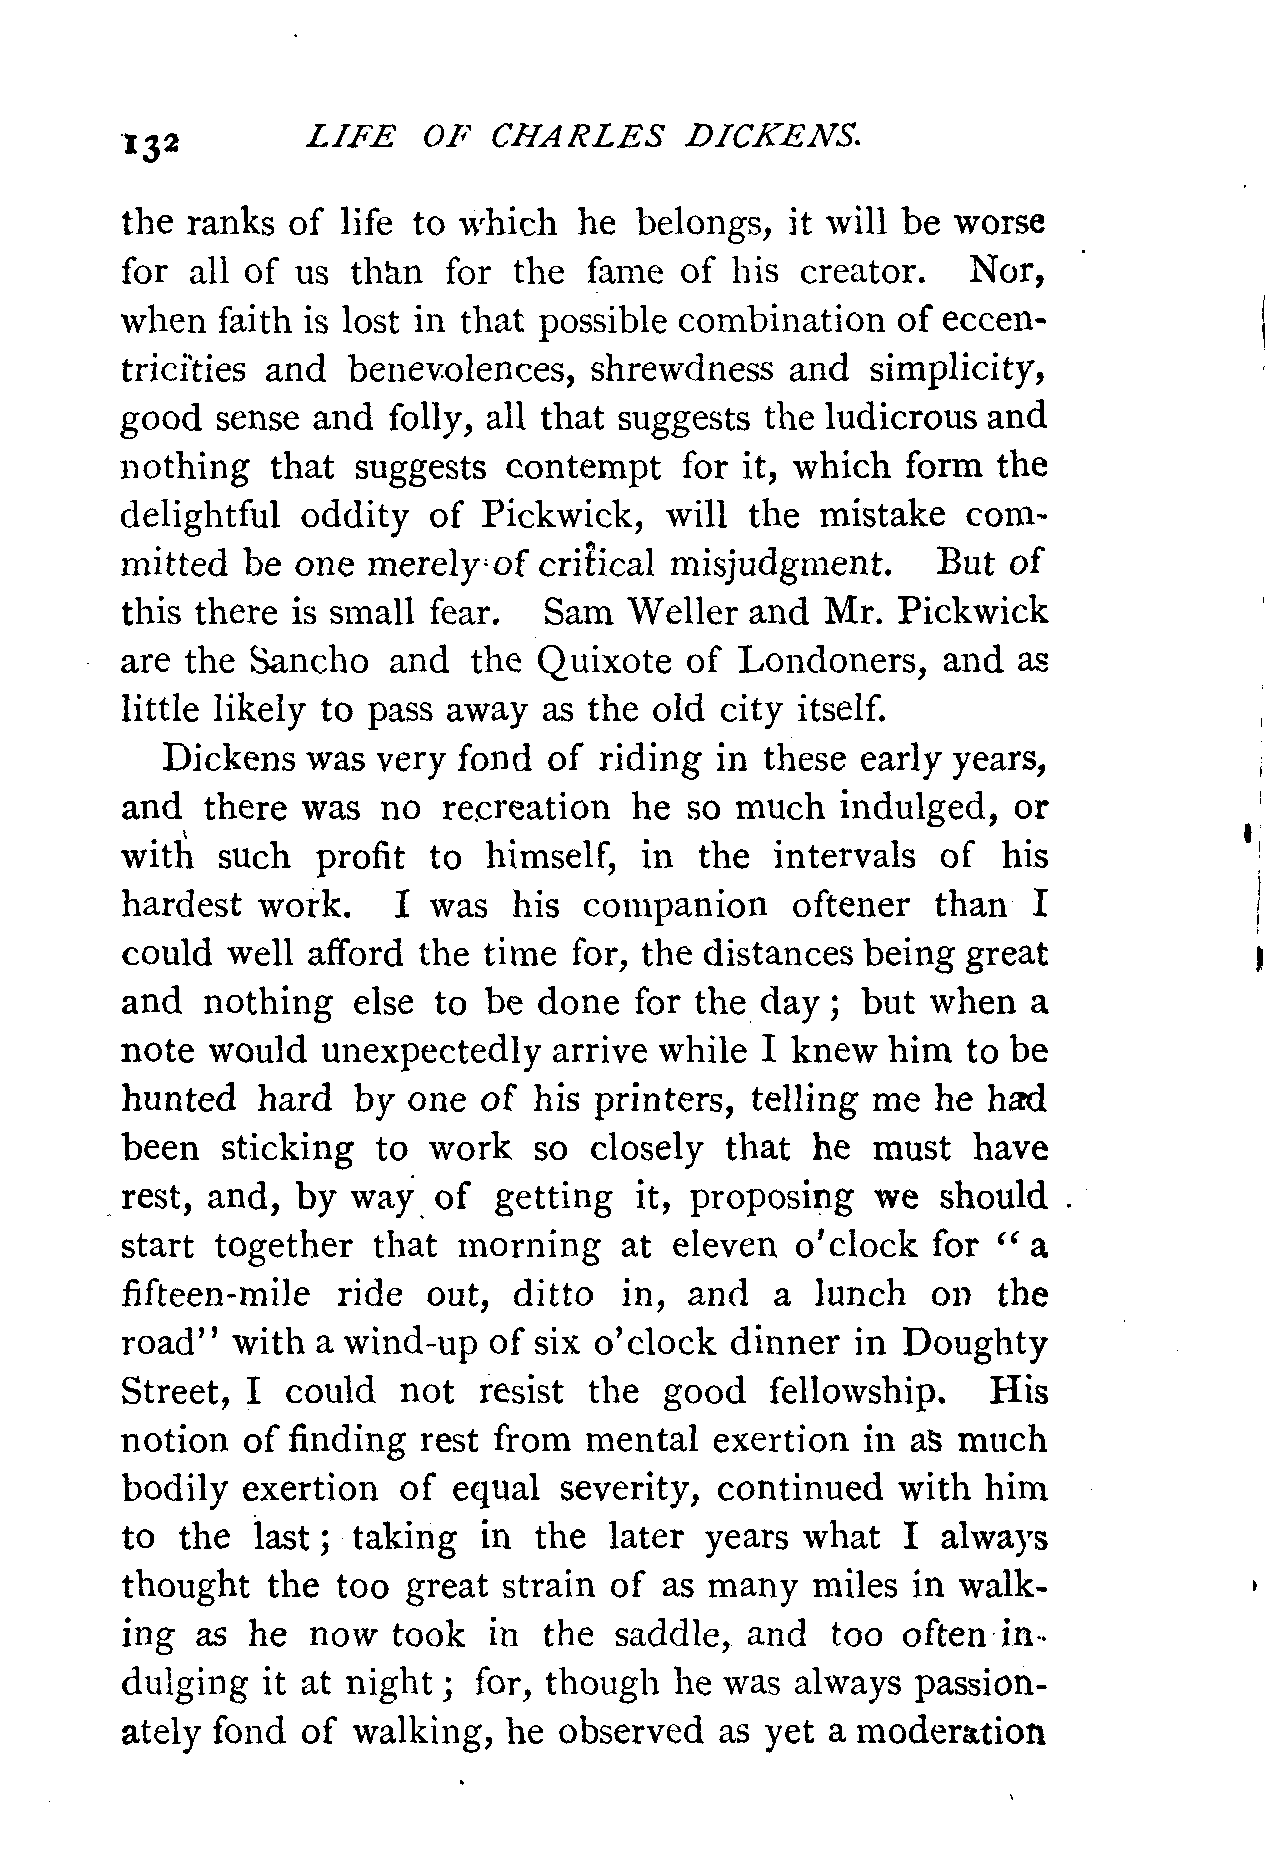 132 LIFE OF CHARLES DICKENS.
the ranks of life to which he belongs, it will be worse
for all of us than for the fame of his creator. Nor,
when faith is lost in that possible combination of eccen-
tricities and benevolences, shrewdness and simplicity,
good sense and folly, all that suggests the ludicrous and
nothing that suggests contempt for it, which form the
delightful oddity of Pickwick, will the mistake com-
mitted be one merely of critical misjudgment. But of
this there is small fear. Sam Weller and Mr. Pickwick
are the Sancho and the Quixote of Londoners, and as
little likely to pass away as the old city itself.
Dickens was very fond of riding in these early years,
and there was no recreation he so much indulged, or
with such profit to himself, in the intervals of his
hardest work. I was his companion oftener than I
could well afford the time for, the distances being great
and nothing else to be done for the day ; but when a
note would unexpectedly arrive while I knew him to be
hunted hard by one of his printers, telling me he had
been sticking to work so closely that he must have
rest, and, by way of getting it, proposing we should
start together that morning at eleven o'clock for “ a
fifteen-mile ride out, ditto in, and a lunch on the
road” with a wind-up of six o'clock dinner in Doughty
Street, I could not resist the good fellowship. His
notion of finding rest from mental exertion in as much
bodily exertion of equal severity, continued with him
to the last ; taking in the later years what I always
thought the too great strain of as many miles in walk-
ing as he now took in the saddle, and too often in-
dulging it at night ; for, though he was always passion-
ately fond of walking, he observed as yet a moderation